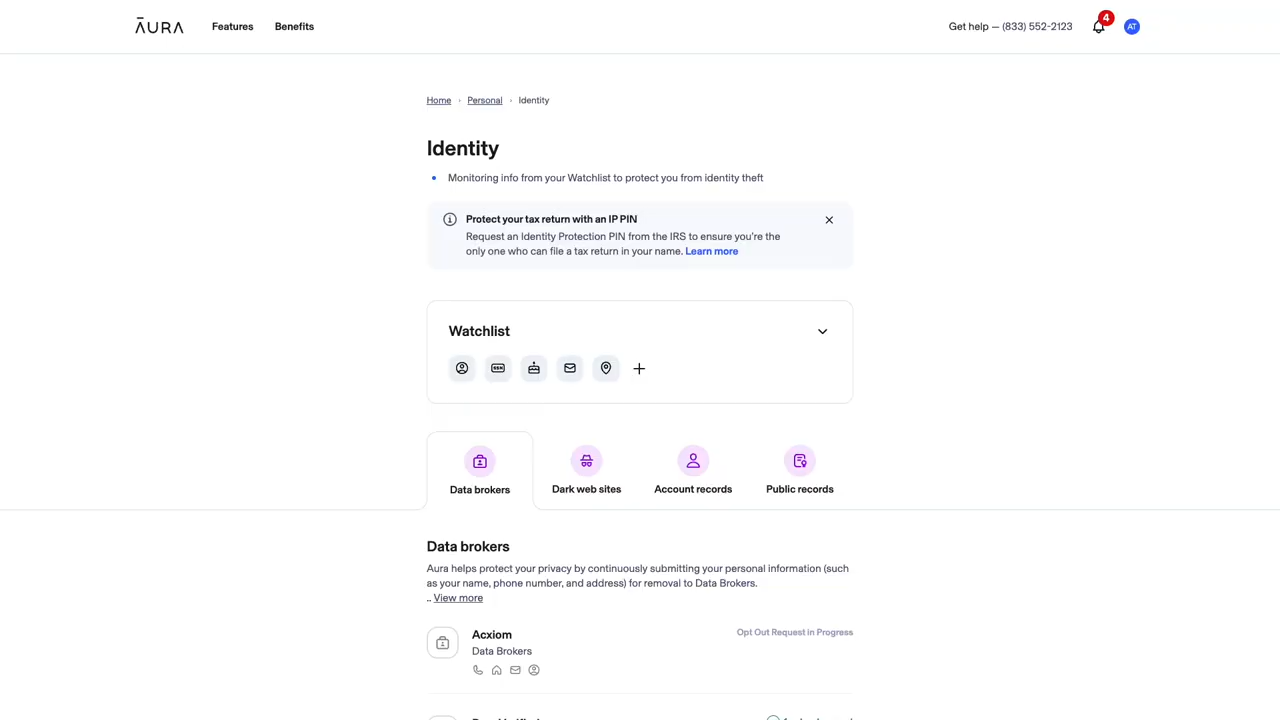 ĀURA Features Benefits Get help — (833) 552-2123 4 AT
Home › Personal › Identity
Identity
• Monitoring info from your Watchlist to protect you from identity theft
Protect your tax return with an IP PIN
Request an Identity Protection PIN from the IRS to ensure you're the
only one who can file a tax return in your name. Learn more
Watchlist
SSN
Data brokers
Dark web sites
Account records
Public records
Data brokers
Aura helps protect your privacy by continuously submitting your personal information (such
as your name, phone number, and address) for removal to Data Brokers.
.. View more
Acxiom Opt Out Request in Progress
Data Brokers